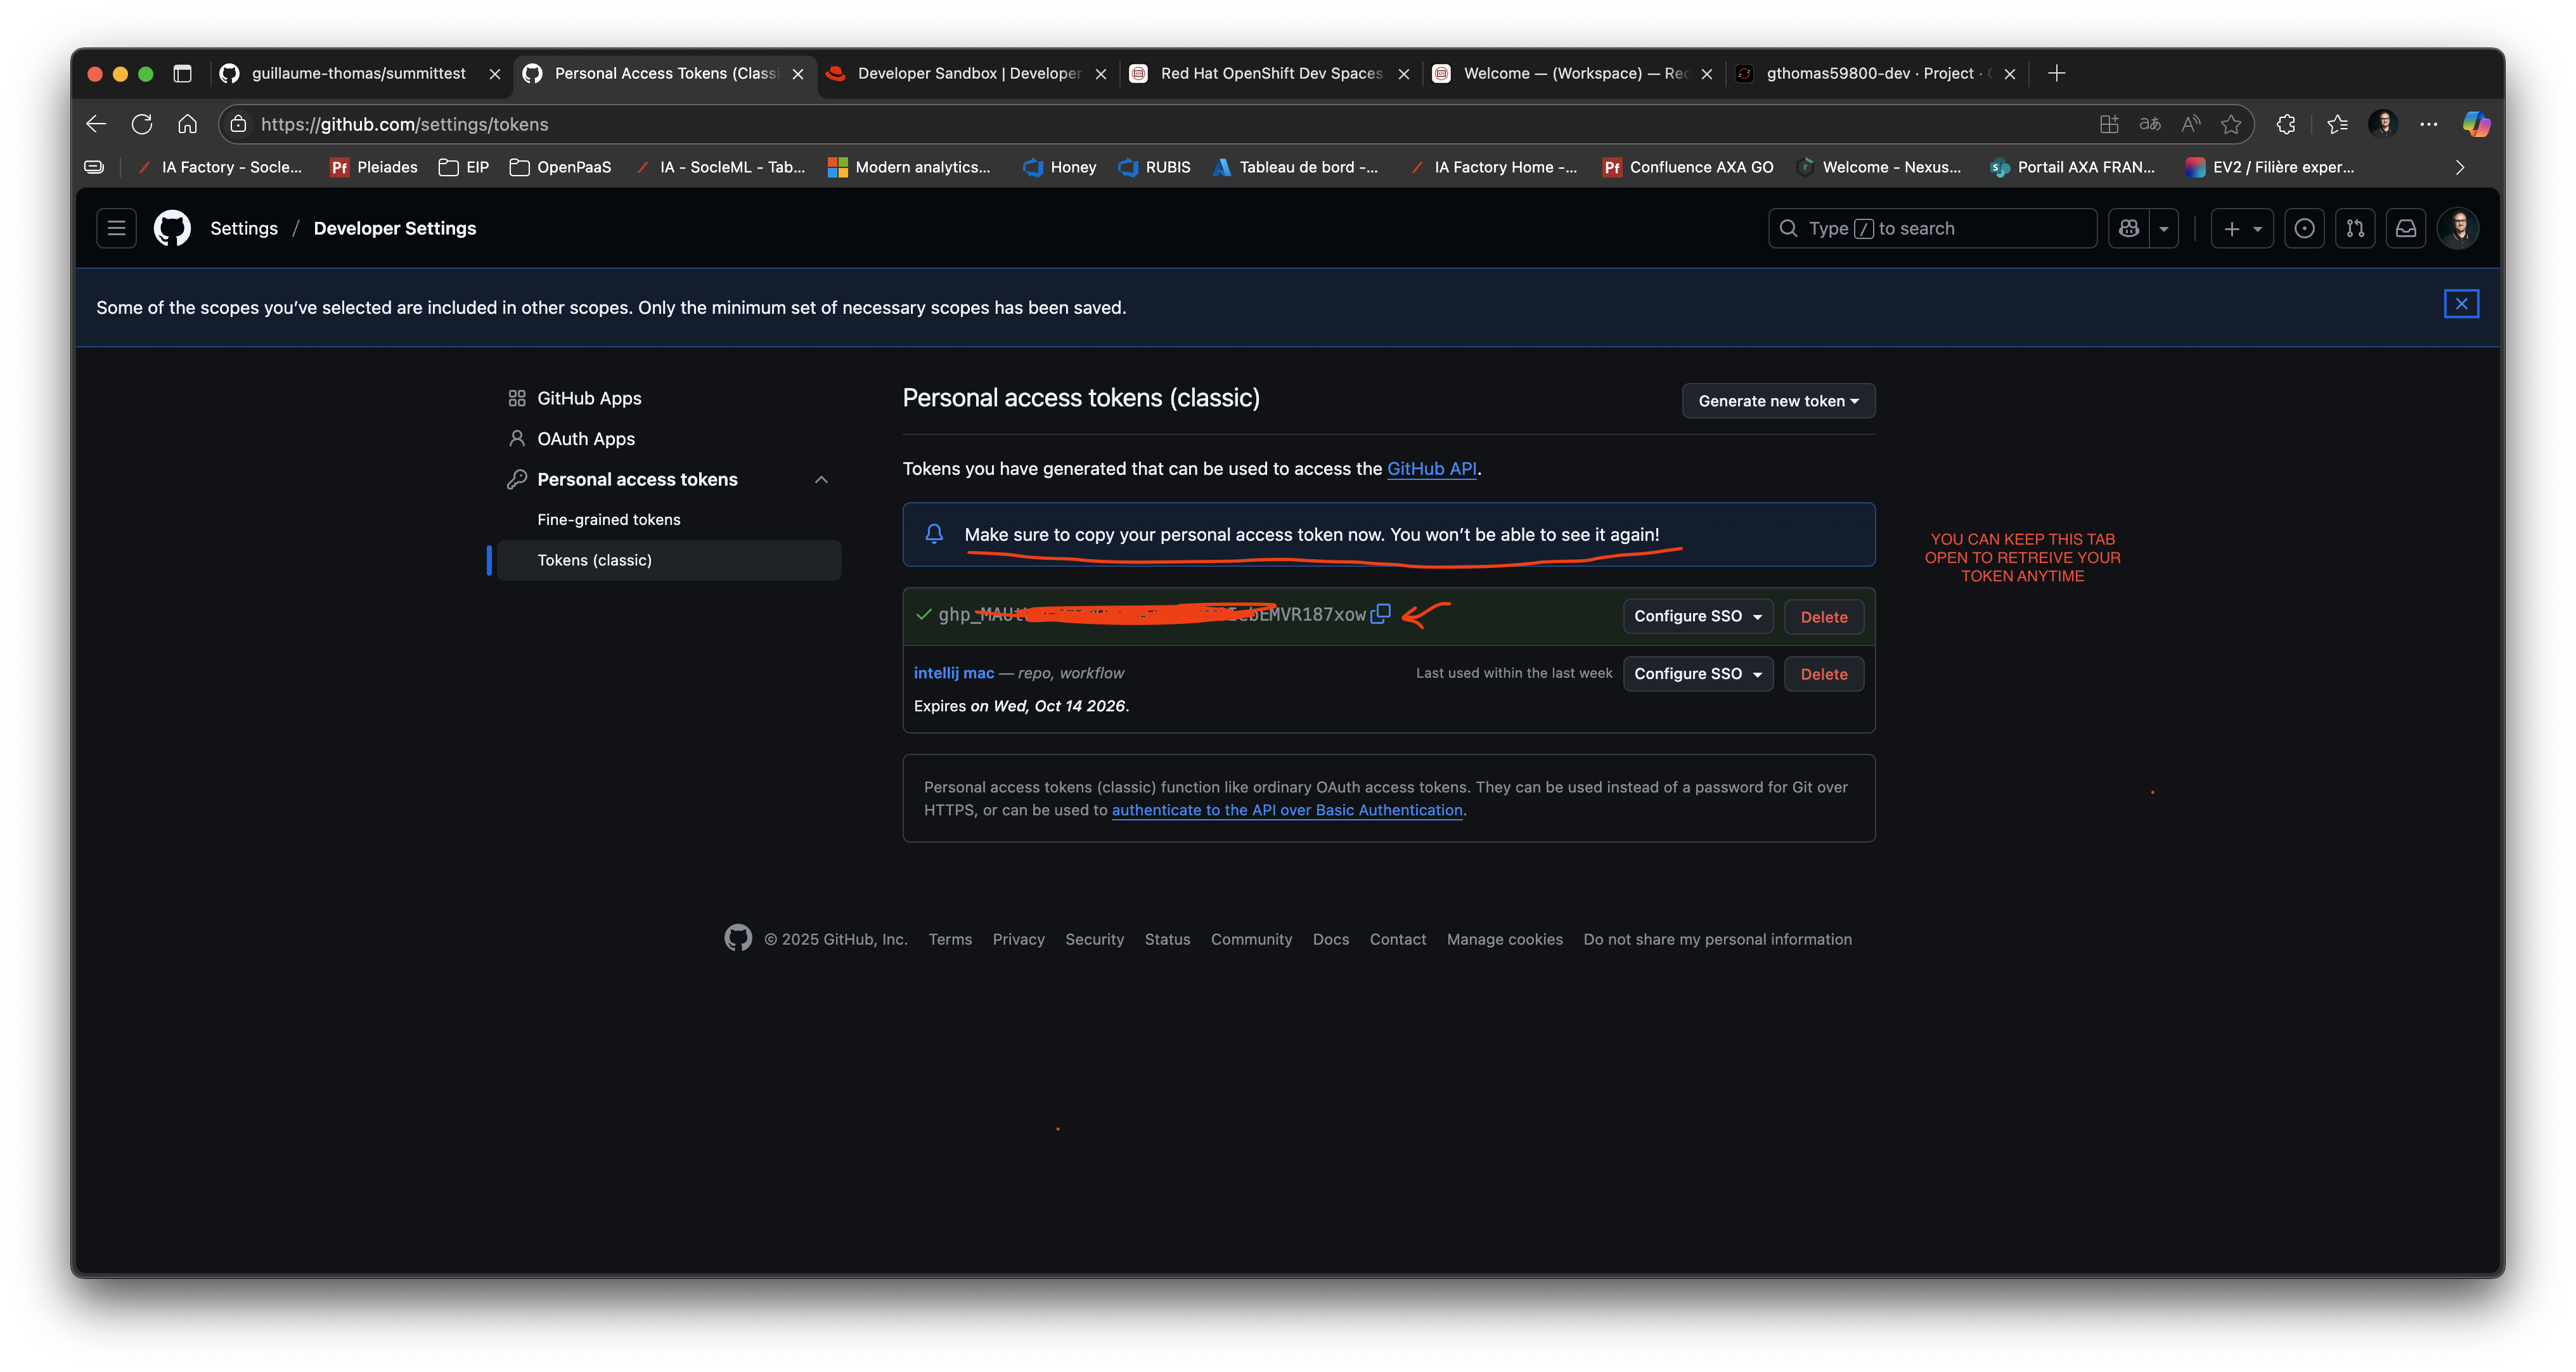 guillaume-thomas/summittest
Personal Access Tokens (Classi
Developer Sandbox | Developer
Red Hat OpenShift Dev Spaces
Welcome — (Workspace) — Red
gthomas59800-dev · Project ·
https://github.com/settings/tokens
IA Factory - Socle...
Pleiades
EIP
OpenPaaS
IA - SocleML - Tab...
Modern analytics...
Honey
RUBIS
Tableau de bord -...
IA Factory Home -...
Confluence AXA GO
Welcome - Nexus...
Portail AXA FRAN...
EV2 / Filière exper...
Settings / Developer Settings
Type / to search
Some of the scopes you've selected are included in other scopes. Only the minimum set of necessary scopes has been saved.
GitHub Apps
OAuth Apps
Personal access tokens
Fine-grained tokens
Tokens (classic)
Personal access tokens (classic)
Generate new token
Tokens you have generated that can be used to access the GitHub API.
Make sure to copy your personal access token now. You won't be able to see it again!
YOU CAN KEEP THIS TAB
OPEN TO RETREIVE YOUR
TOKEN ANYTIME
Configure SSO
Delete
intellij mac — repo, workflow
Last used within the last week
Configure SSO
Delete
Expires on Wed, Oct 14 2026.
Personal access tokens (classic) function like ordinary OAuth access tokens. They can be used instead of a password for Git over
HTTPS, or can be used to authenticate to the API over Basic Authentication.
© 2025 GitHub, Inc.
Terms
Privacy
Security
Status
Community
Docs
Contact
Manage cookies
Do not share my personal information